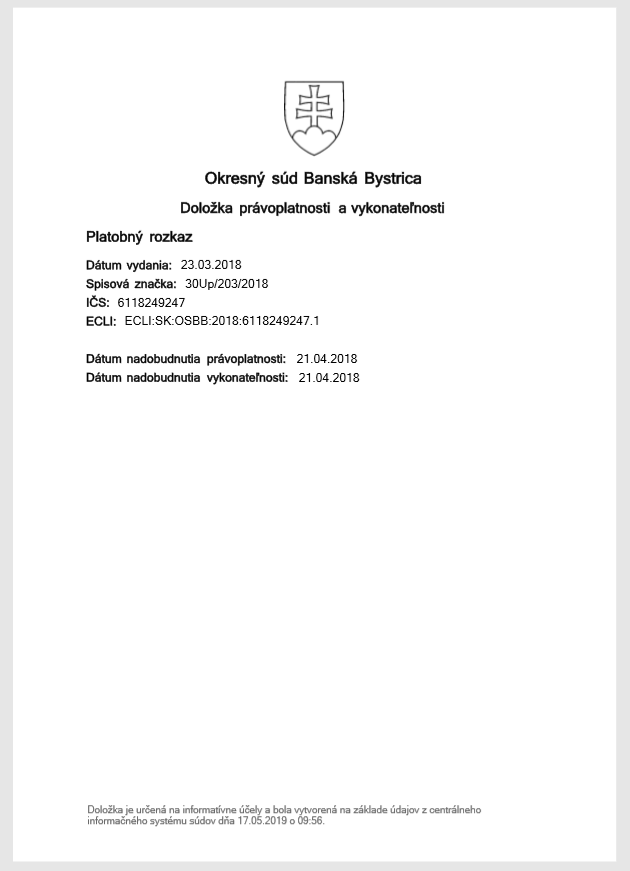 Okresný súd Banská Bystrica
Doložka právoplatnosti a vykonateľnosti
Platobný rozkaz
Dátum vydania: 23.03.2018
Spisová značka: 30Up/203/2018
IČS: 6118249247
ECLI: ECLI:SK:OSBB:2018:6118249247.1
Dátum nadobudnutia právoplatnosti: 21.04.2018
Dátum nadobudnutia vykonateľnosti: 21.04.2018
Doložka je určená na informatívne účely a bola vytvorená na základe údajov z centrálneho
informačného systému súdov dňa 17.05.2019 o 09:56.